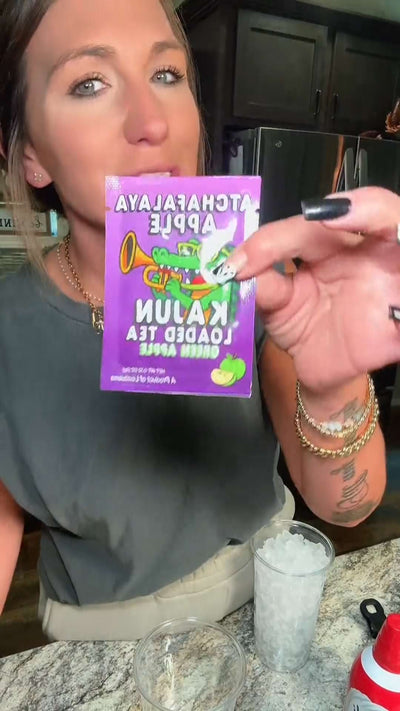 ATCHAFALAYA
APPLE
KAJUN
LOADED TEA
GREEN APPLE
A Product of Louisiana